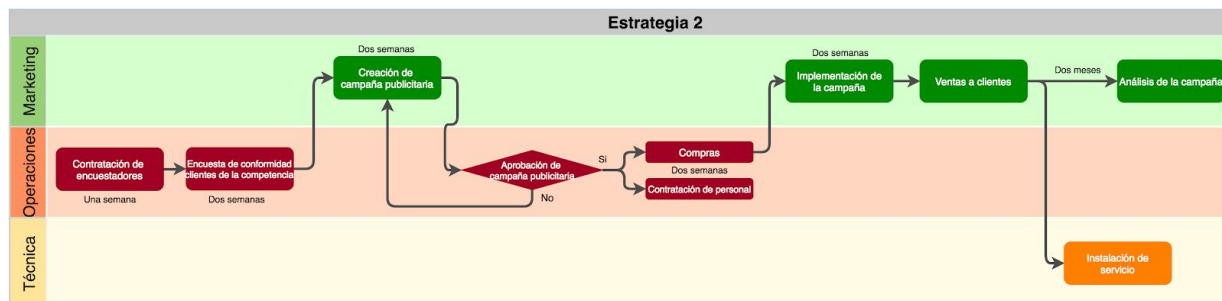 Estrategia 2
Marketing
Dos semanas
Creación de
campaña publicitaria
Dos semanas
Implementación de
la campaña
Ventas a clientes
Dos meses
Análisis de la campaña
Operaciones
Contratación de
encuestadores
Una semana
Encuesta de conformidad
clientes de la competencia
Dos semanas
Aprobación de
campaña publicitaria
Si
No
Compras
Dos semanas
Contratación de personal
Técnica
Instalación de
servicio